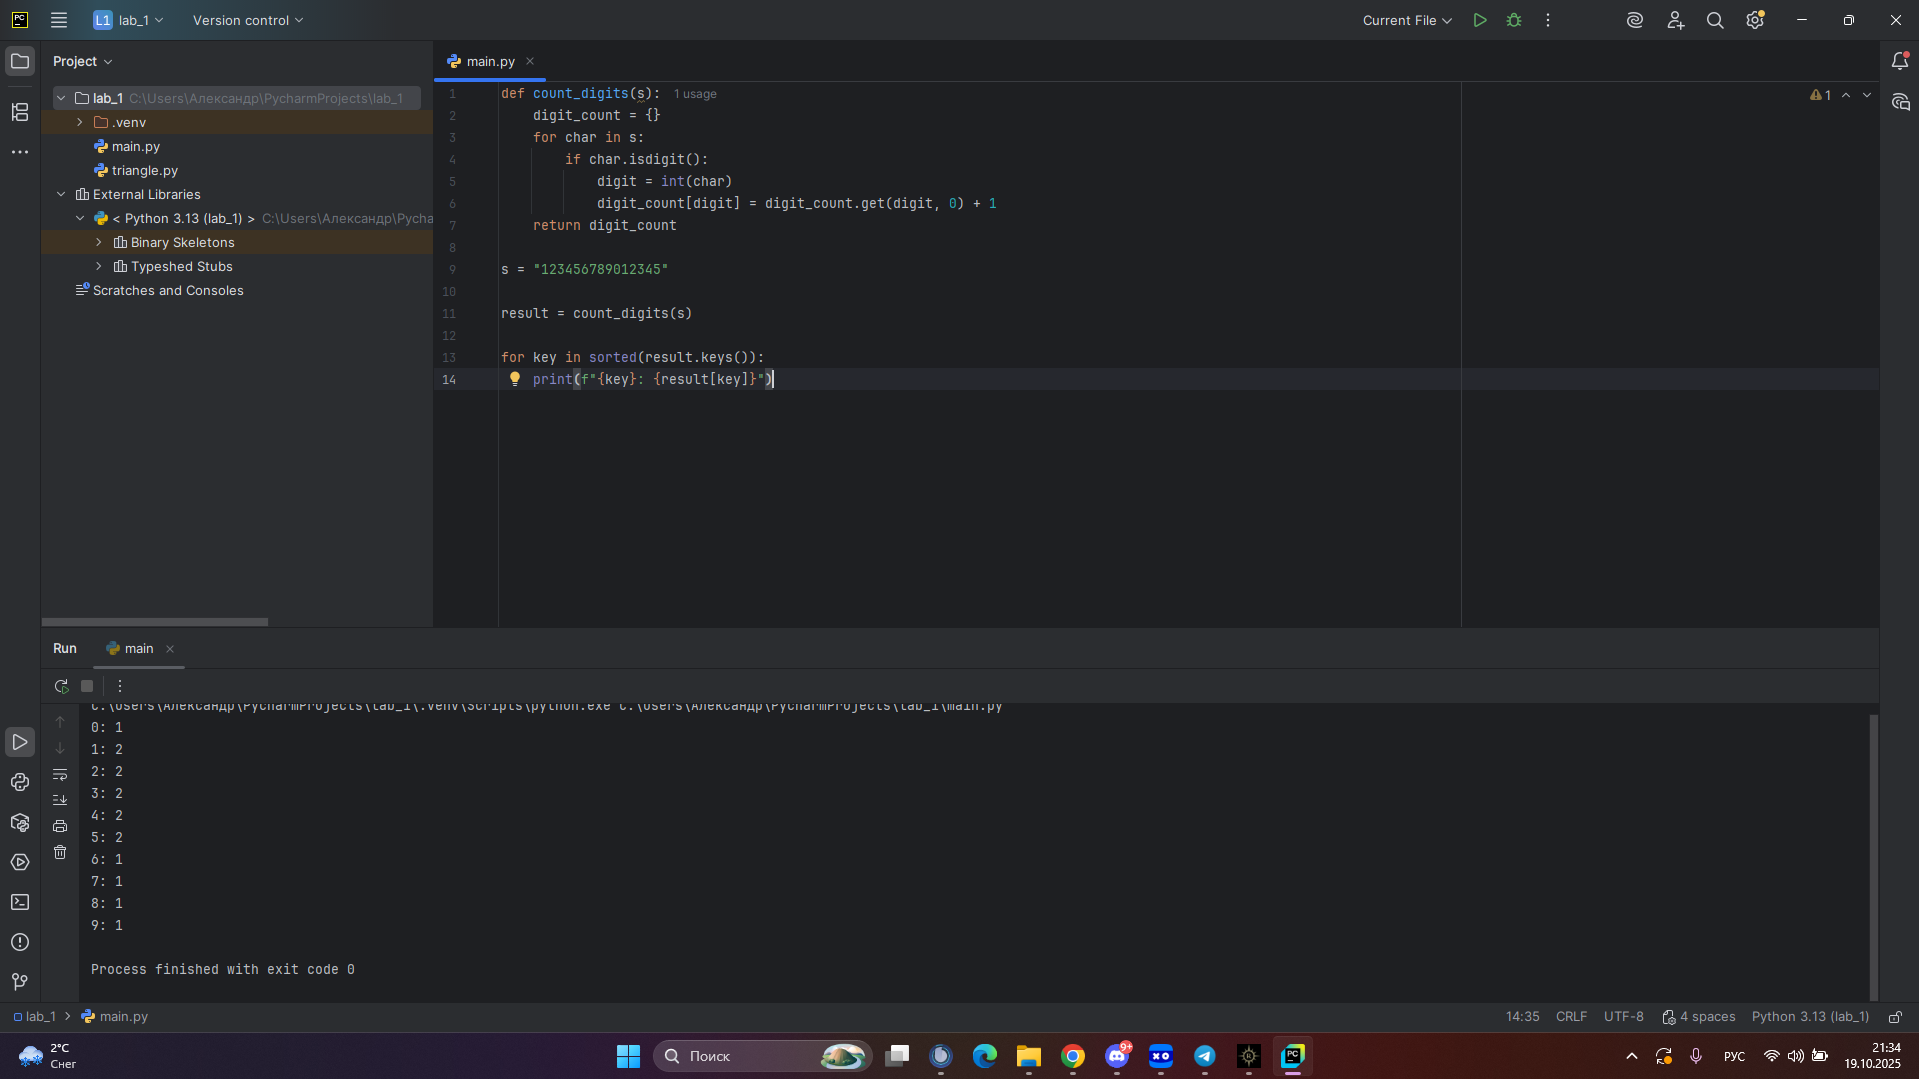 PC
L1 lab_1
Version control
Current File
Project
main.py
lab_1 C:\Users\Александр\PycharmProjects\lab_1
.venv
main.py
triangle.py
External Libraries
< Python 3.13 (lab_1) > C:\Users\Александр\Pycha
Binary Skeletons
Typeshed Stubs
Scratches and Consoles
1 def count_digits(s): 1 usage
2 digit_count = {}
3 for char in s:
4 if char.isdigit():
5 digit = int(char)
6 digit_count[digit] = digit_count.get(digit, 0) + 1
7 return digit_count
8
9 s = "123456789012345"
10
11 result = count_digits(s)
12
13 for key in sorted(result.keys()):
14 print(f"{key}: {result[key]}")
1
Run
main
C:\Users\Александр\PycharmProjects\lab_1\.venv\Scripts\python.exe C:\Users\Александр\PycharmProjects\lab_1\main.py
0: 1
1: 2
2: 2
3: 2
4: 2
5: 2
6: 1
7: 1
8: 1
9: 1
Process finished with exit code 0
lab_1 > main.py
14:35 CRLF UTF-8 4 spaces Python 3.13 (lab_1)
2°C
Снег
Поиск
9+
XO
PC
РУС
21:34
19.10.2025